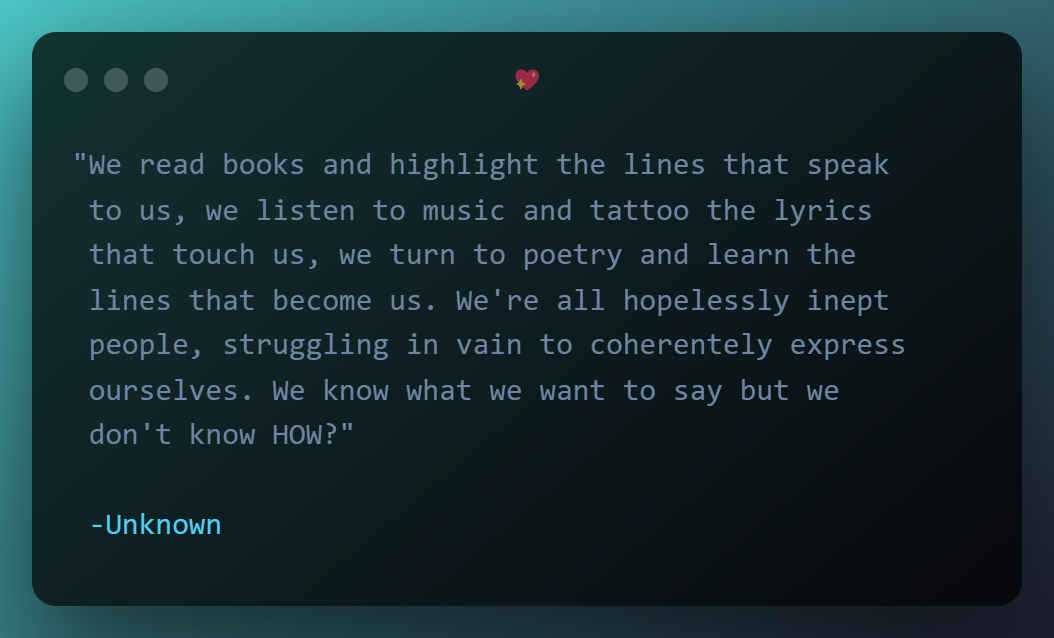 "We read books and highlight the lines that speak
to us, we listen to music and tattoo the lyrics
that touch us, we turn to poetry and learn the
lines that become us. We're all hopelessly inept
people, struggling in vain to coherentely express
ourselves. We know what we want to say but we
don't know HOW?"
-Unknown